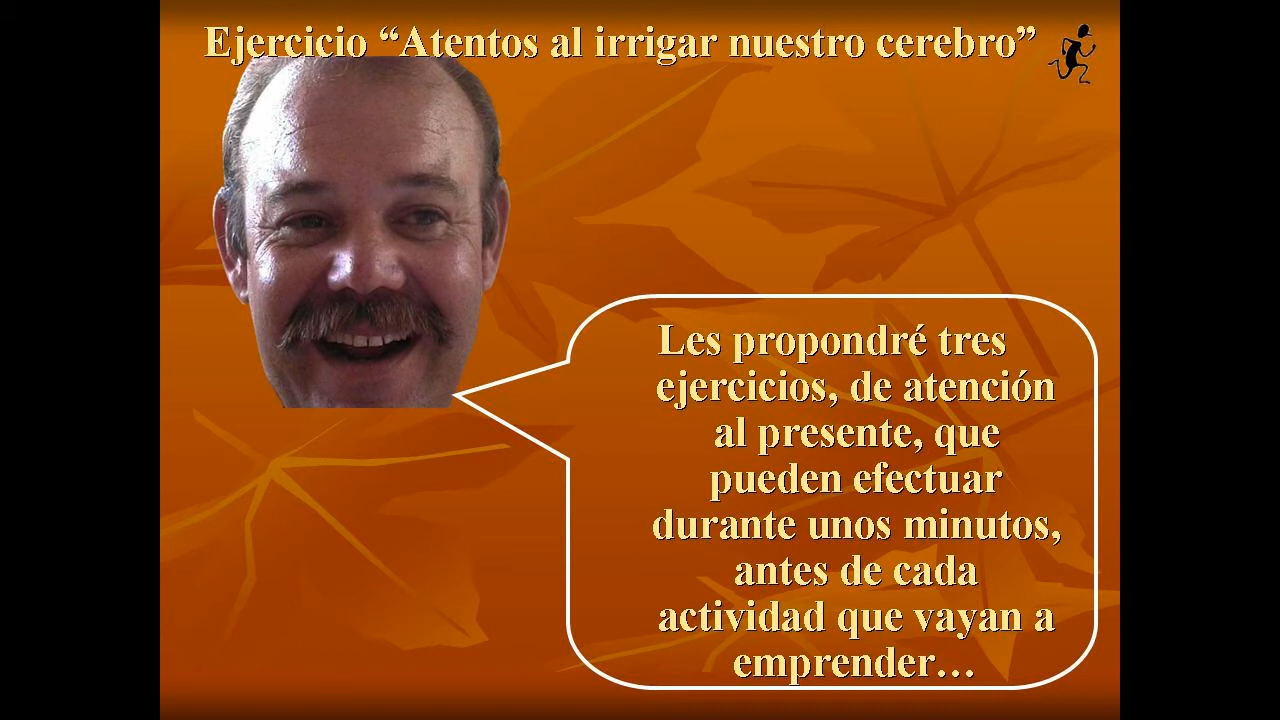 Ejercicio “Atentos al irrigar nuestro cerebro”
Les propondré tres
ejercicios, de atención
al presente, que
pueden efectuar
durante unos minutos,
antes de cada
actividad que vayan a
emprender…